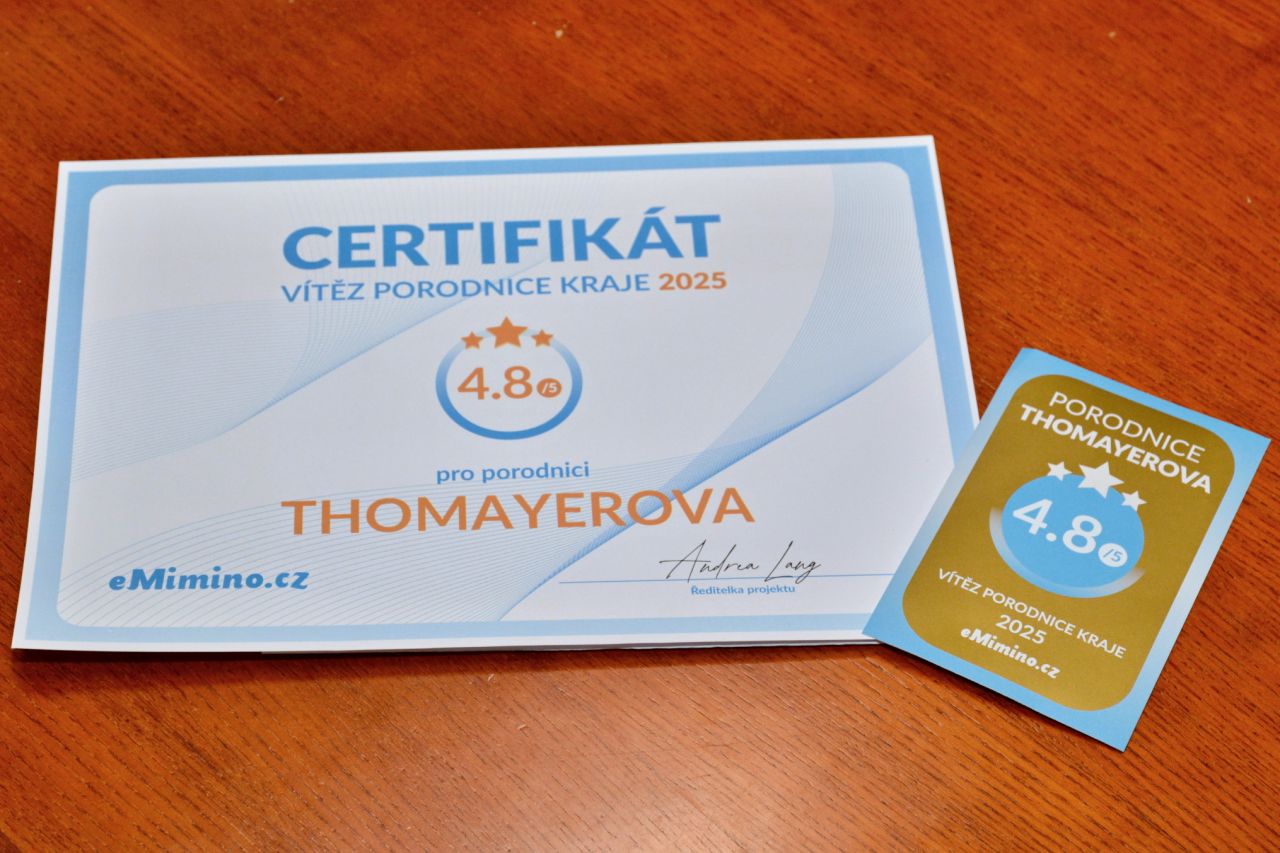 CERTIFIKÁT
VÍTĚZ PORODNICE KRAJE 2025
4.8/5
pro porodnici
THOMAYEROVA
Andrea Lang
eMimino.cz
Ředitelka projektu
PORODNICE
THOMAYEROVA
4.8/5
VÍTĚZ PORODNICE KRAJE
2025
eMimino.cz